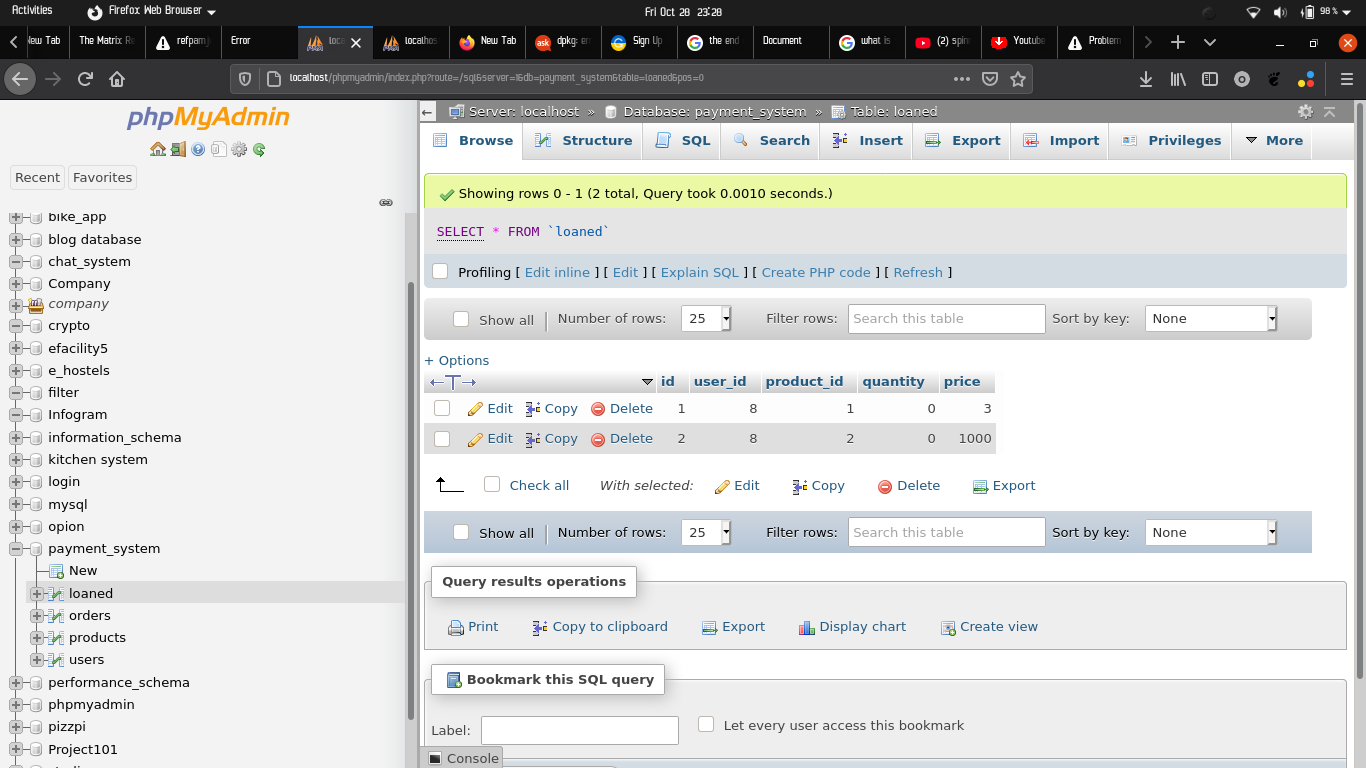 Activities Firefox Web Browser Fri Oct 28 23:28 98 %
New Tab The Matrix: R refpam Error loca localhos New Tab dpkg: er Sign Up the end Document what is (2) spin Youtube Problem
localhost/phpmyadmin/index.php?route=/sql&server=1&db=payment_system&table=loaned&pos=0
phpMyAdmin
Recent Favorites
bike_app
blog database
chat_system
Company
company
crypto
efacility5
e_hostels
filter
Infogram
information_schema
kitchen system
login
mysql
opion
payment_system
New
loaned
orders
products
users
performance_schema
phpmyadmin
pizzpi
Project101
Server: localhost » Database: payment_system » Table: loaned
Browse Structure SQL Search Insert Export Import Privileges More
Showing rows 0 - 1 (2 total, Query took 0.0010 seconds.)
SELECT * FROM `loaned`
Profiling [ Edit inline ] [ Edit ] [ Explain SQL ] [ Create PHP code ] [ Refresh ]
Show all Number of rows: 25 Filter rows: Search this table Sort by key: None
+ Options
id user_id product_id quantity price
Edit Copy Delete 1 8 1 0 3
Edit Copy Delete 2 8 2 0 1000
Check all With selected: Edit Copy Delete Export
Show all Number of rows: 25 Filter rows: Search this table Sort by key: None
Query results operations
Print Copy to clipboard Export Display chart Create view
Bookmark this SQL query
Label: Let every user access this bookmark
Console